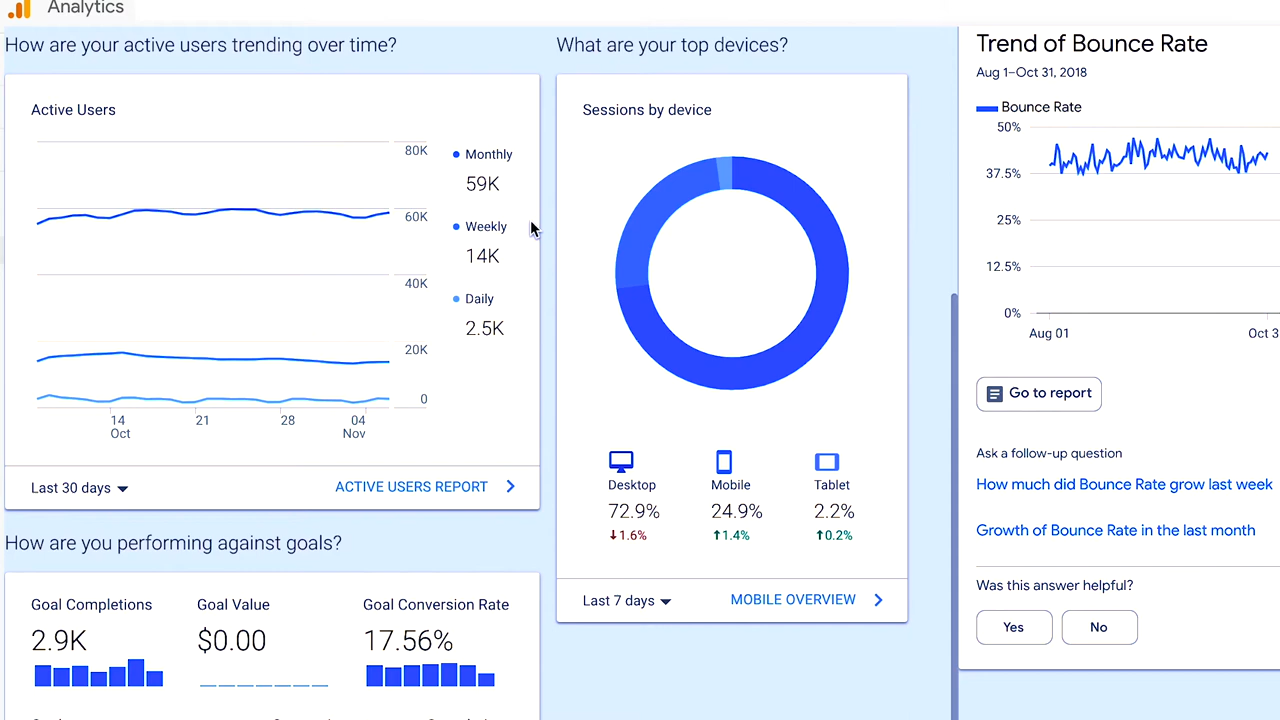 Analytics
How are your active users trending over time?
Active Users
80K
60K
40K
20K
0
14
Oct
21
28
04
Nov
Monthly
59K
Weekly
14K
Daily
2.5K
Last 30 days
ACTIVE USERS REPORT
How are you performing against goals?
Goal Completions
2.9K
Goal Value
$0.00
Goal Conversion Rate
17.56%
What are your top devices?
Sessions by device
Desktop
72.9%
1.6%
Mobile
24.9%
1.4%
Tablet
2.2%
0.2%
Last 7 days
MOBILE OVERVIEW
Trend of Bounce Rate
Aug 1–Oct 31, 2018
Bounce Rate
50%
37.5%
25%
12.5%
0%
Aug 01
Oct 3
Go to report
Ask a follow-up question
How much did Bounce Rate grow last week
Growth of Bounce Rate in the last month
Was this answer helpful?
Yes
No